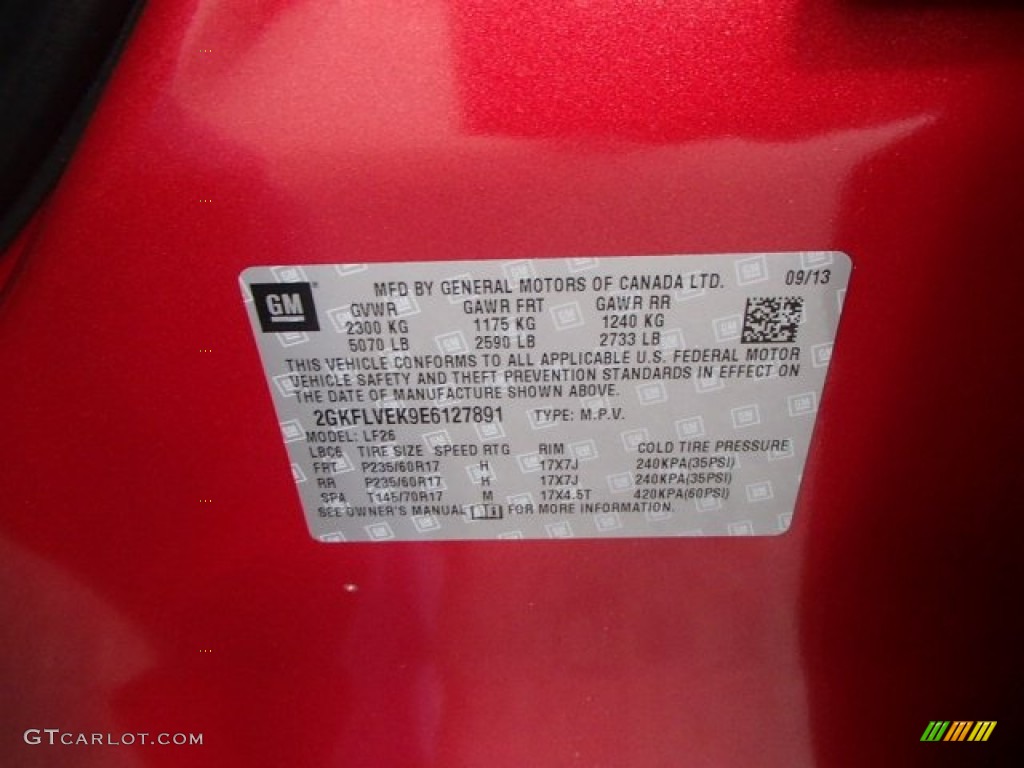 MFD BY GENERAL MOTORS OF CANADA LTD. 09/13
GM
GVWR GAWR FRT GAWR RR
2300 KG 1175 KG 1240 KG
5070 LB 2590 LB 2733 LB
THIS VEHICLE CONFORMS TO ALL APPLICABLE U.S. FEDERAL MOTOR
VEHICLE SAFETY AND THEFT PREVENTION STANDARDS IN EFFECT ON
THE DATE OF MANUFACTURE SHOWN ABOVE.
2GKFLVEK9E6127891 TYPE: M.P.V.
MODEL: LF26
LBC6 TIRE SIZE SPEED RTG RIM COLD TIRE PRESSURE
FRT P235/60R17 H 17X7J 240KPA(35PSI)
RR P235/60R17 H 17X7J 240KPA(35PSI)
SPA T145/70R17 M 17X4.5T 420KPA(60PSI)
SEE OWNER'S MANUAL FOR MORE INFORMATION.
GTCARLOT.COM